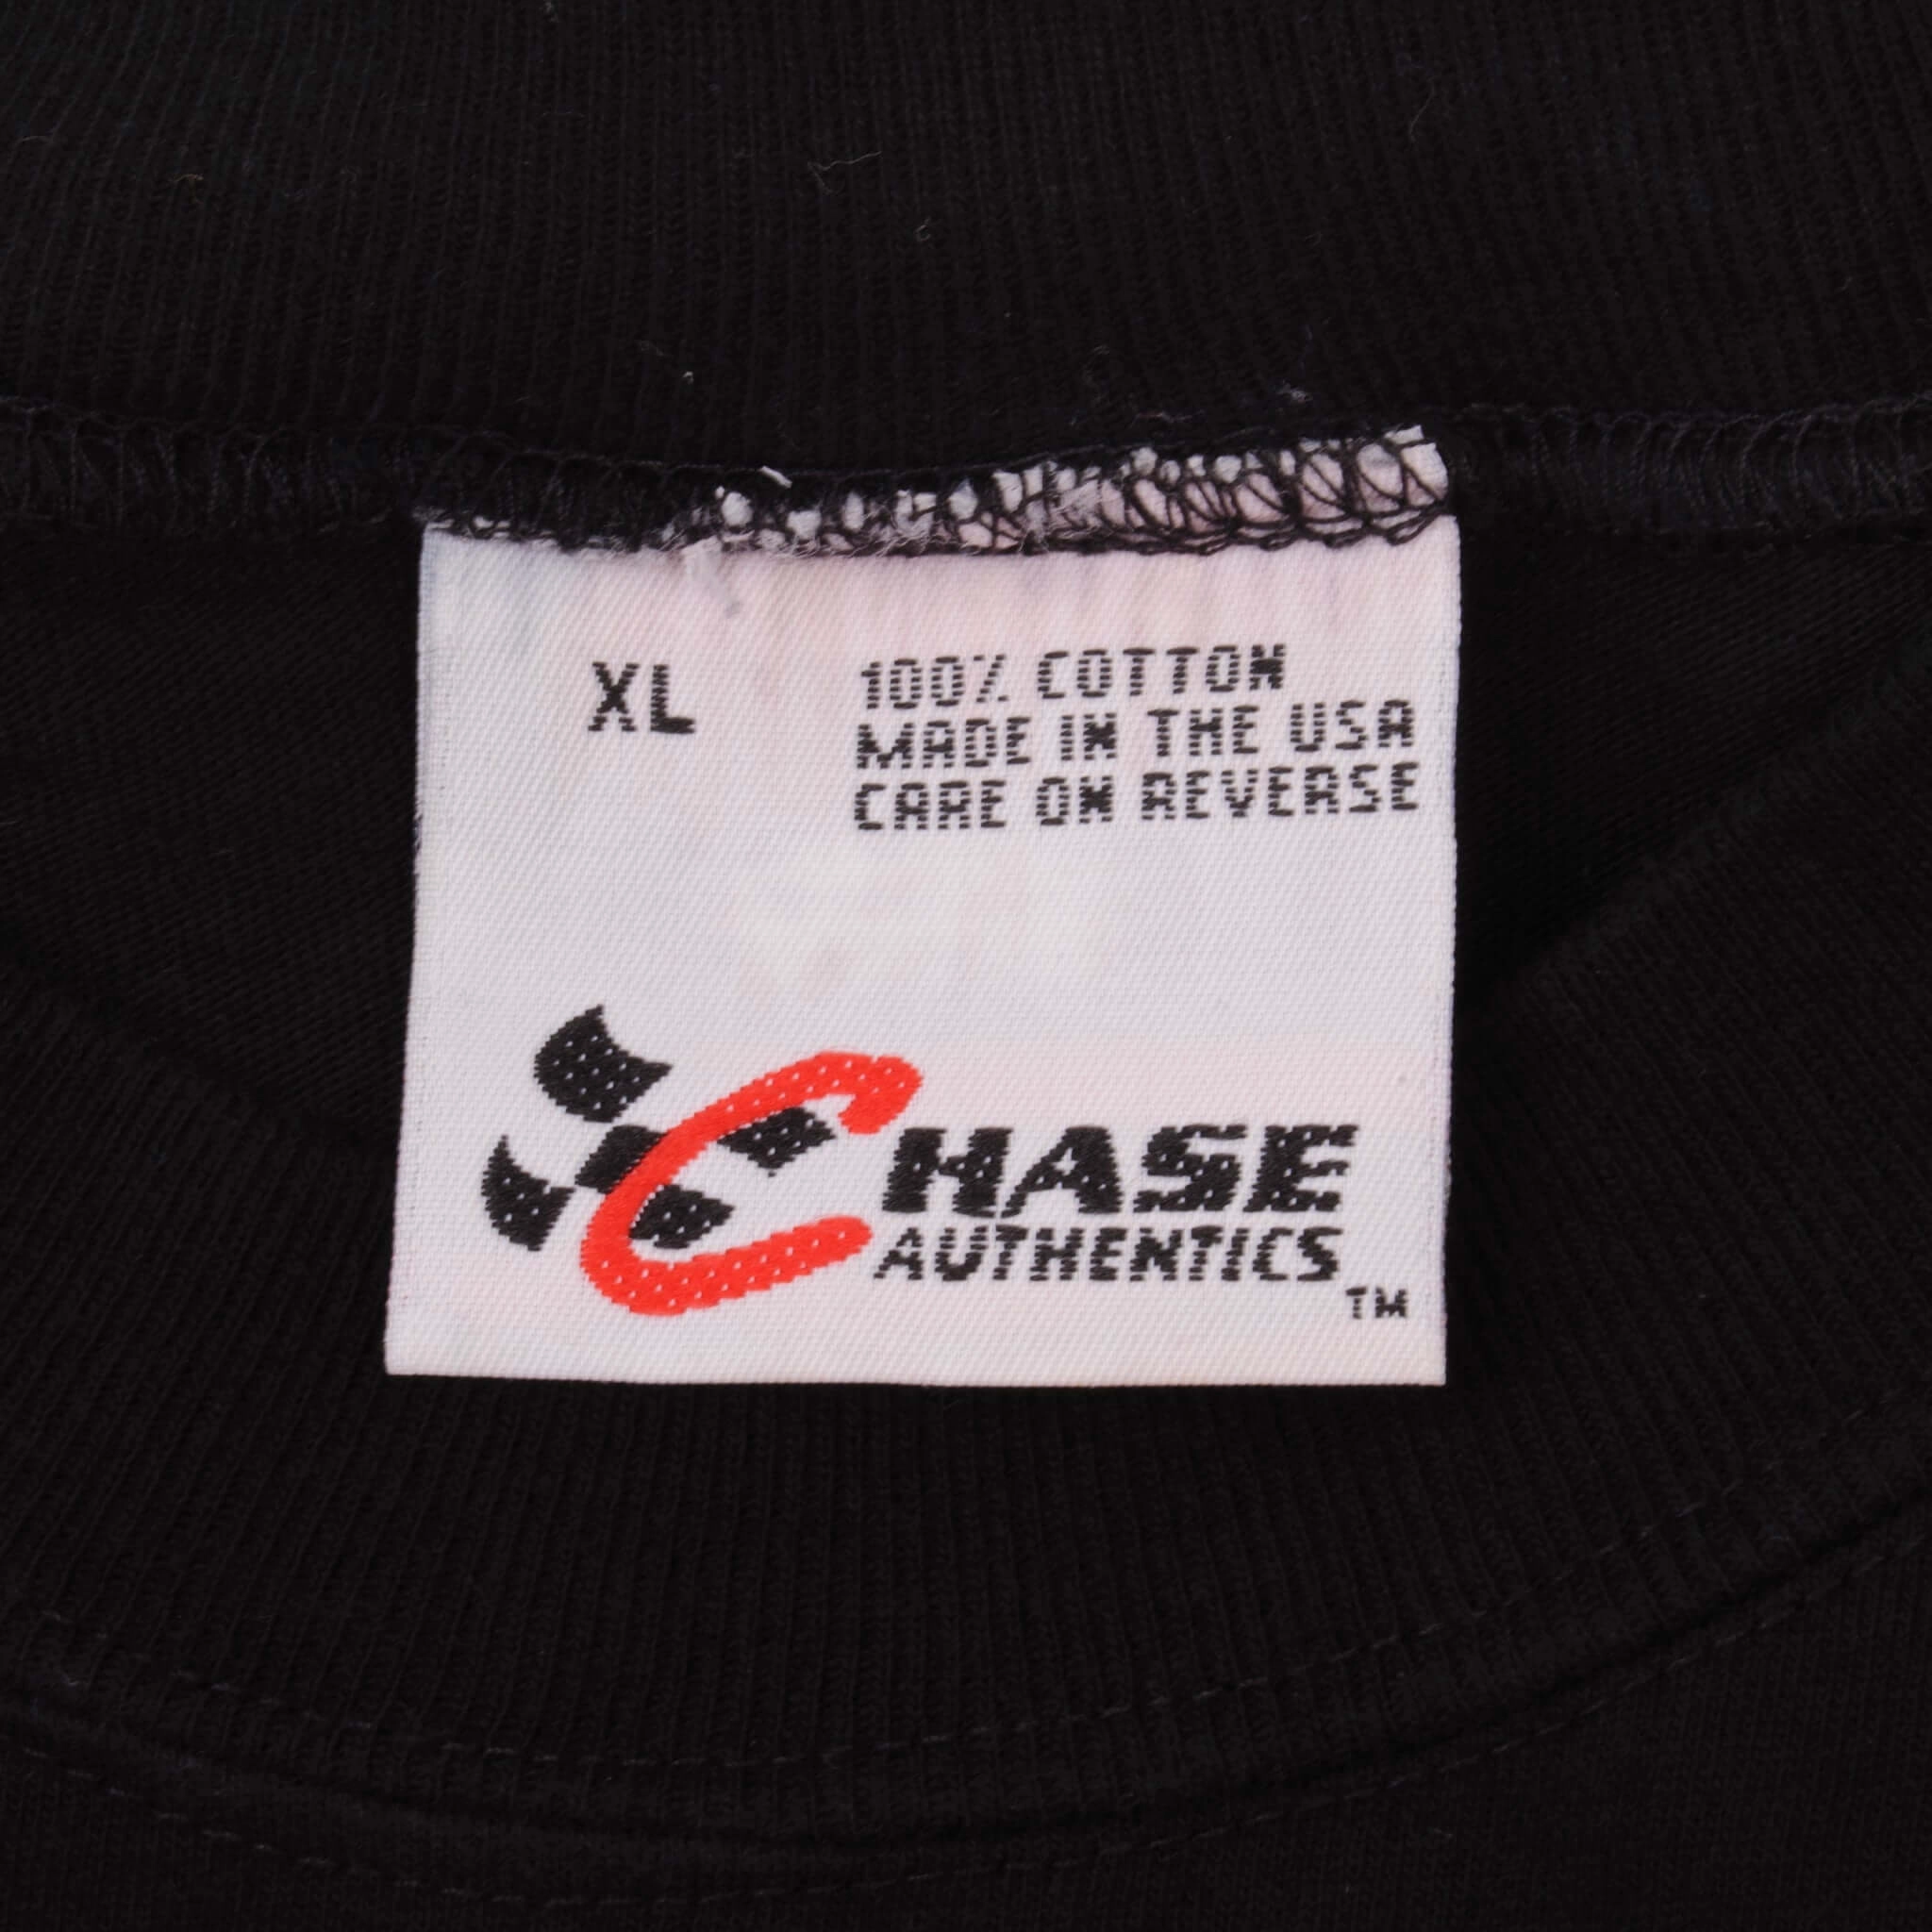 XL
100% COTTON
MADE IN THE USA
CARE ON REVERSE
CHASE
AUTHENTICS
TM